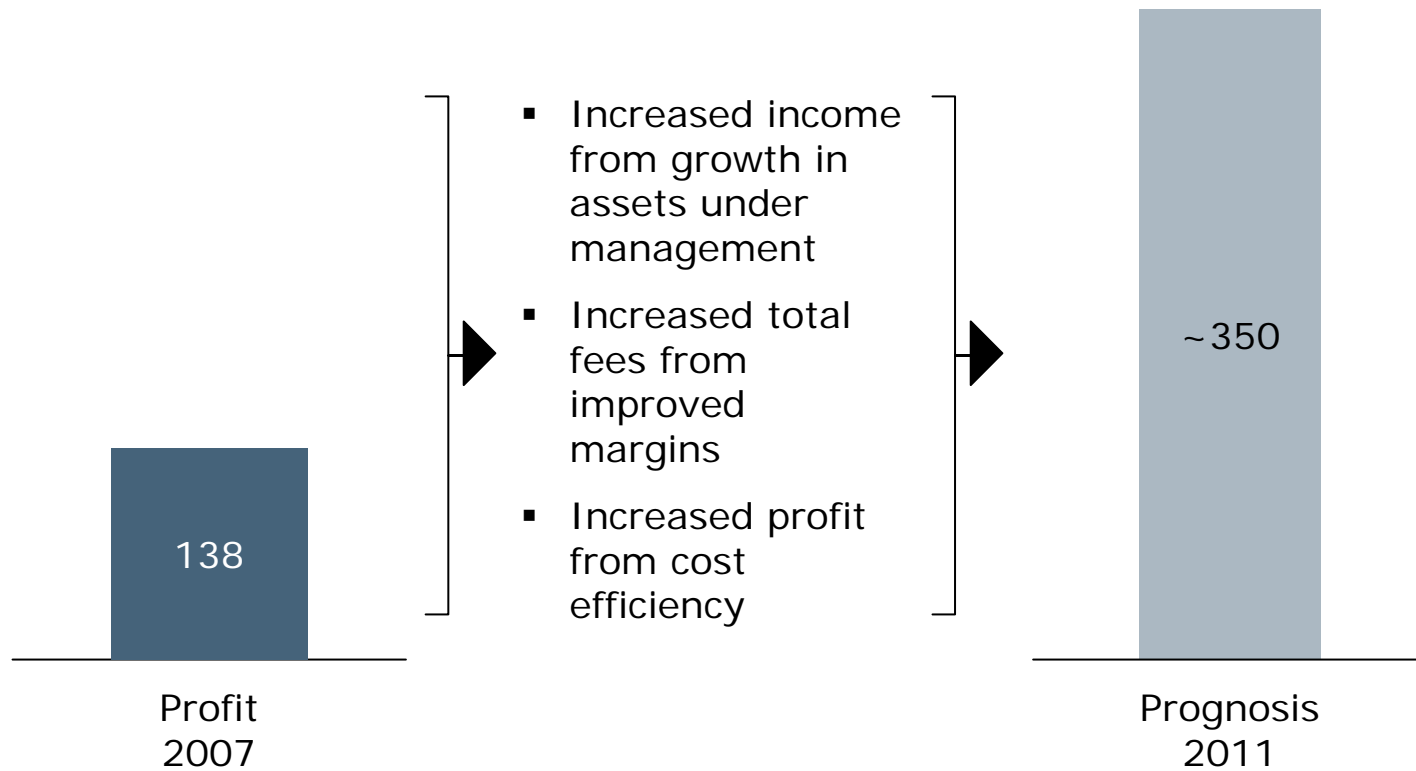 138
Profit
2007
▪ Increased income
from growth in
assets under
management
▪ Increased total
fees from
improved
margins
▪ Increased profit
from cost
efficiency
~350
Prognosis
2011